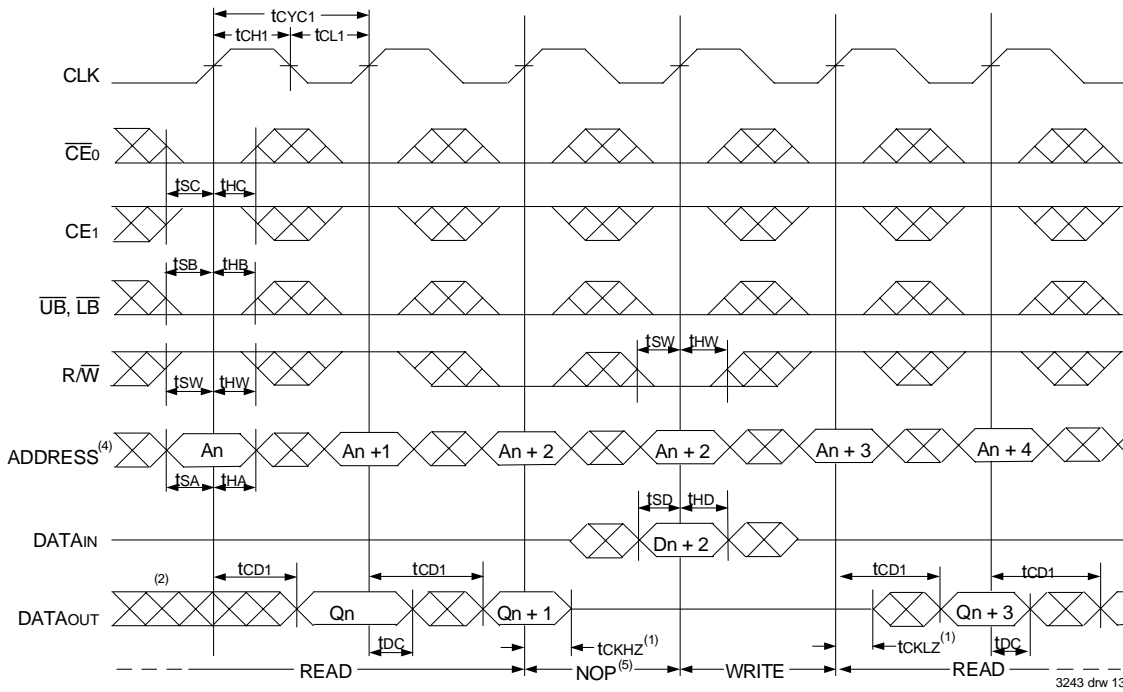 tCYC1
tCH1 tCL1
CLK
CE0
tSC tHC
CE1
tSB tHB
UB, LB
tSW tHW
R/W
tSW tHW
ADDRESS(4) An An +1 An + 2 An + 2 An + 3 An + 4
tSA tHA
tSD tHD
DATAIN Dn + 2
(2) tCD1 tCD1 tCD1 tCD1
DATAOUT Qn Qn + 1 Qn + 3
tDC tCKHZ(1) tCKLZ(1) tDC
READ NOP(5) WRITE READ
3243 drw 13